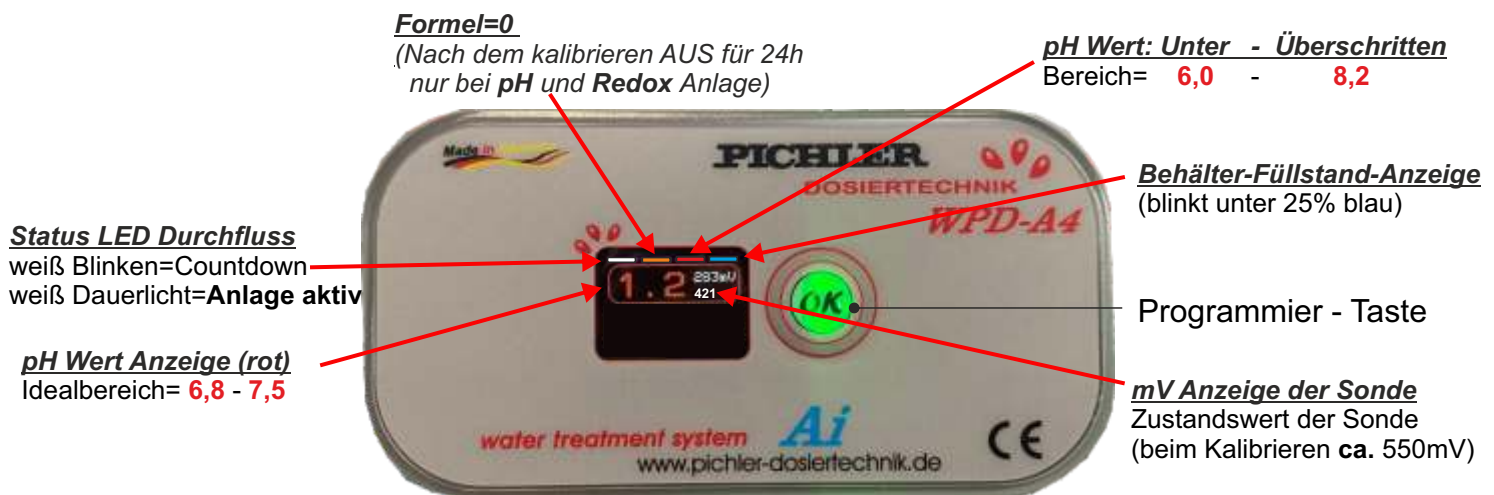 Formel=0
(Nach dem kalibrieren AUS für 24h
nur bei pH und Redox Anlage)
pH Wert: Unter - Überschritten
Bereich= 6,0 - 8,2
Behälter-Füllstand-Anzeige
(blinkt unter 25% blau)
Status LED Durchfluss
weiß Blinken=Countdown
weiß Dauerlicht=Anlage aktiv
pH Wert Anzeige (rot)
Idealbereich= 6,8 - 7,5
Programmier - Taste
mV Anzeige der Sonde
Zustandswert der Sonde
(beim Kalibrieren ca. 550mV)
Made in
PICHLER
DOSIERTECHNIK
WPD-A4
1.2
283mV
421
OK
water treatment system
Ai
www.pichler-dosiertechnik.de
CE